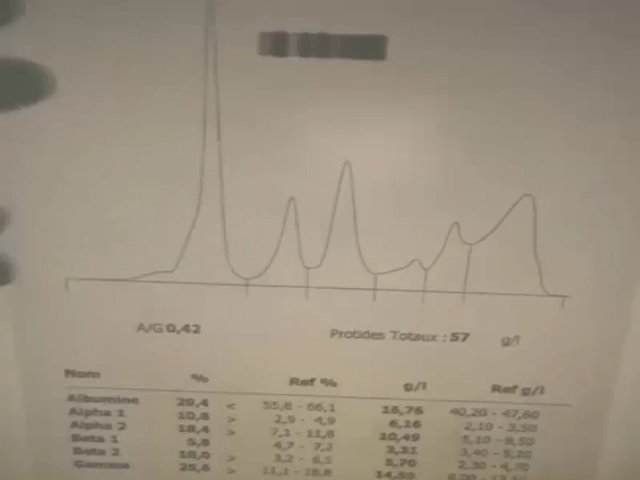 A/G 0,42
Protides Totaux : 57 g/l
Nom % Ref % g/l Ref g/l
Albumine 29,4 < 55,8 - 66,1 16,76 40,20 - 47,60
Alpha 1 10,8 > 2,9 - 4,9 6,16 2,10 - 3,50
Alpha 2 18,4 > 7,1 - 11,8 10,49 5,10 - 8,50
Beta 1 5,8 4,7 - 7,2 3,31 3,40 - 5,20
Beta 2 10,0 > 3,2 - 6,5 5,70 2,30 - 4,70
Gamma 25,6 > 11,1 - 18,8 14,59